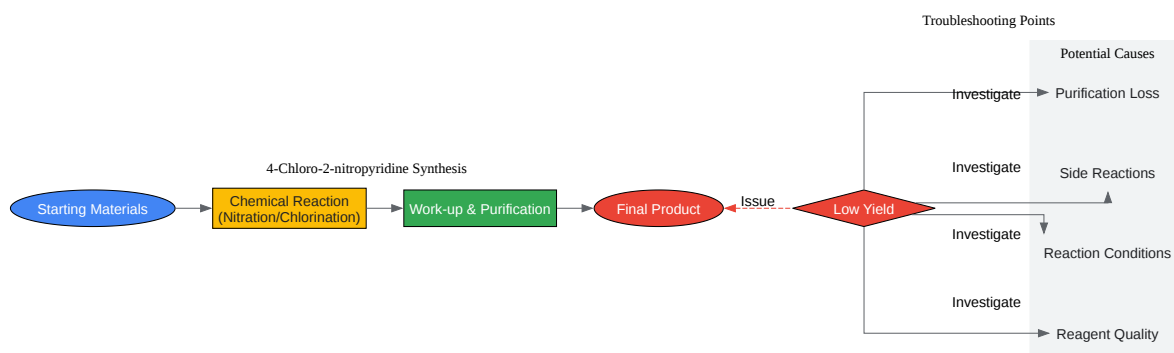 Troubleshooting Points
Potential Causes
Investigate
Purification Loss
4-Chloro-2-nitropyridine Synthesis
Investigate
Side Reactions
Starting Materials
Chemical Reaction
(Nitration/Chlorination)
Work-up & Purification
Final Product
Issue
Low Yield
Investigate
Reaction Conditions
Investigate
Reagent Quality